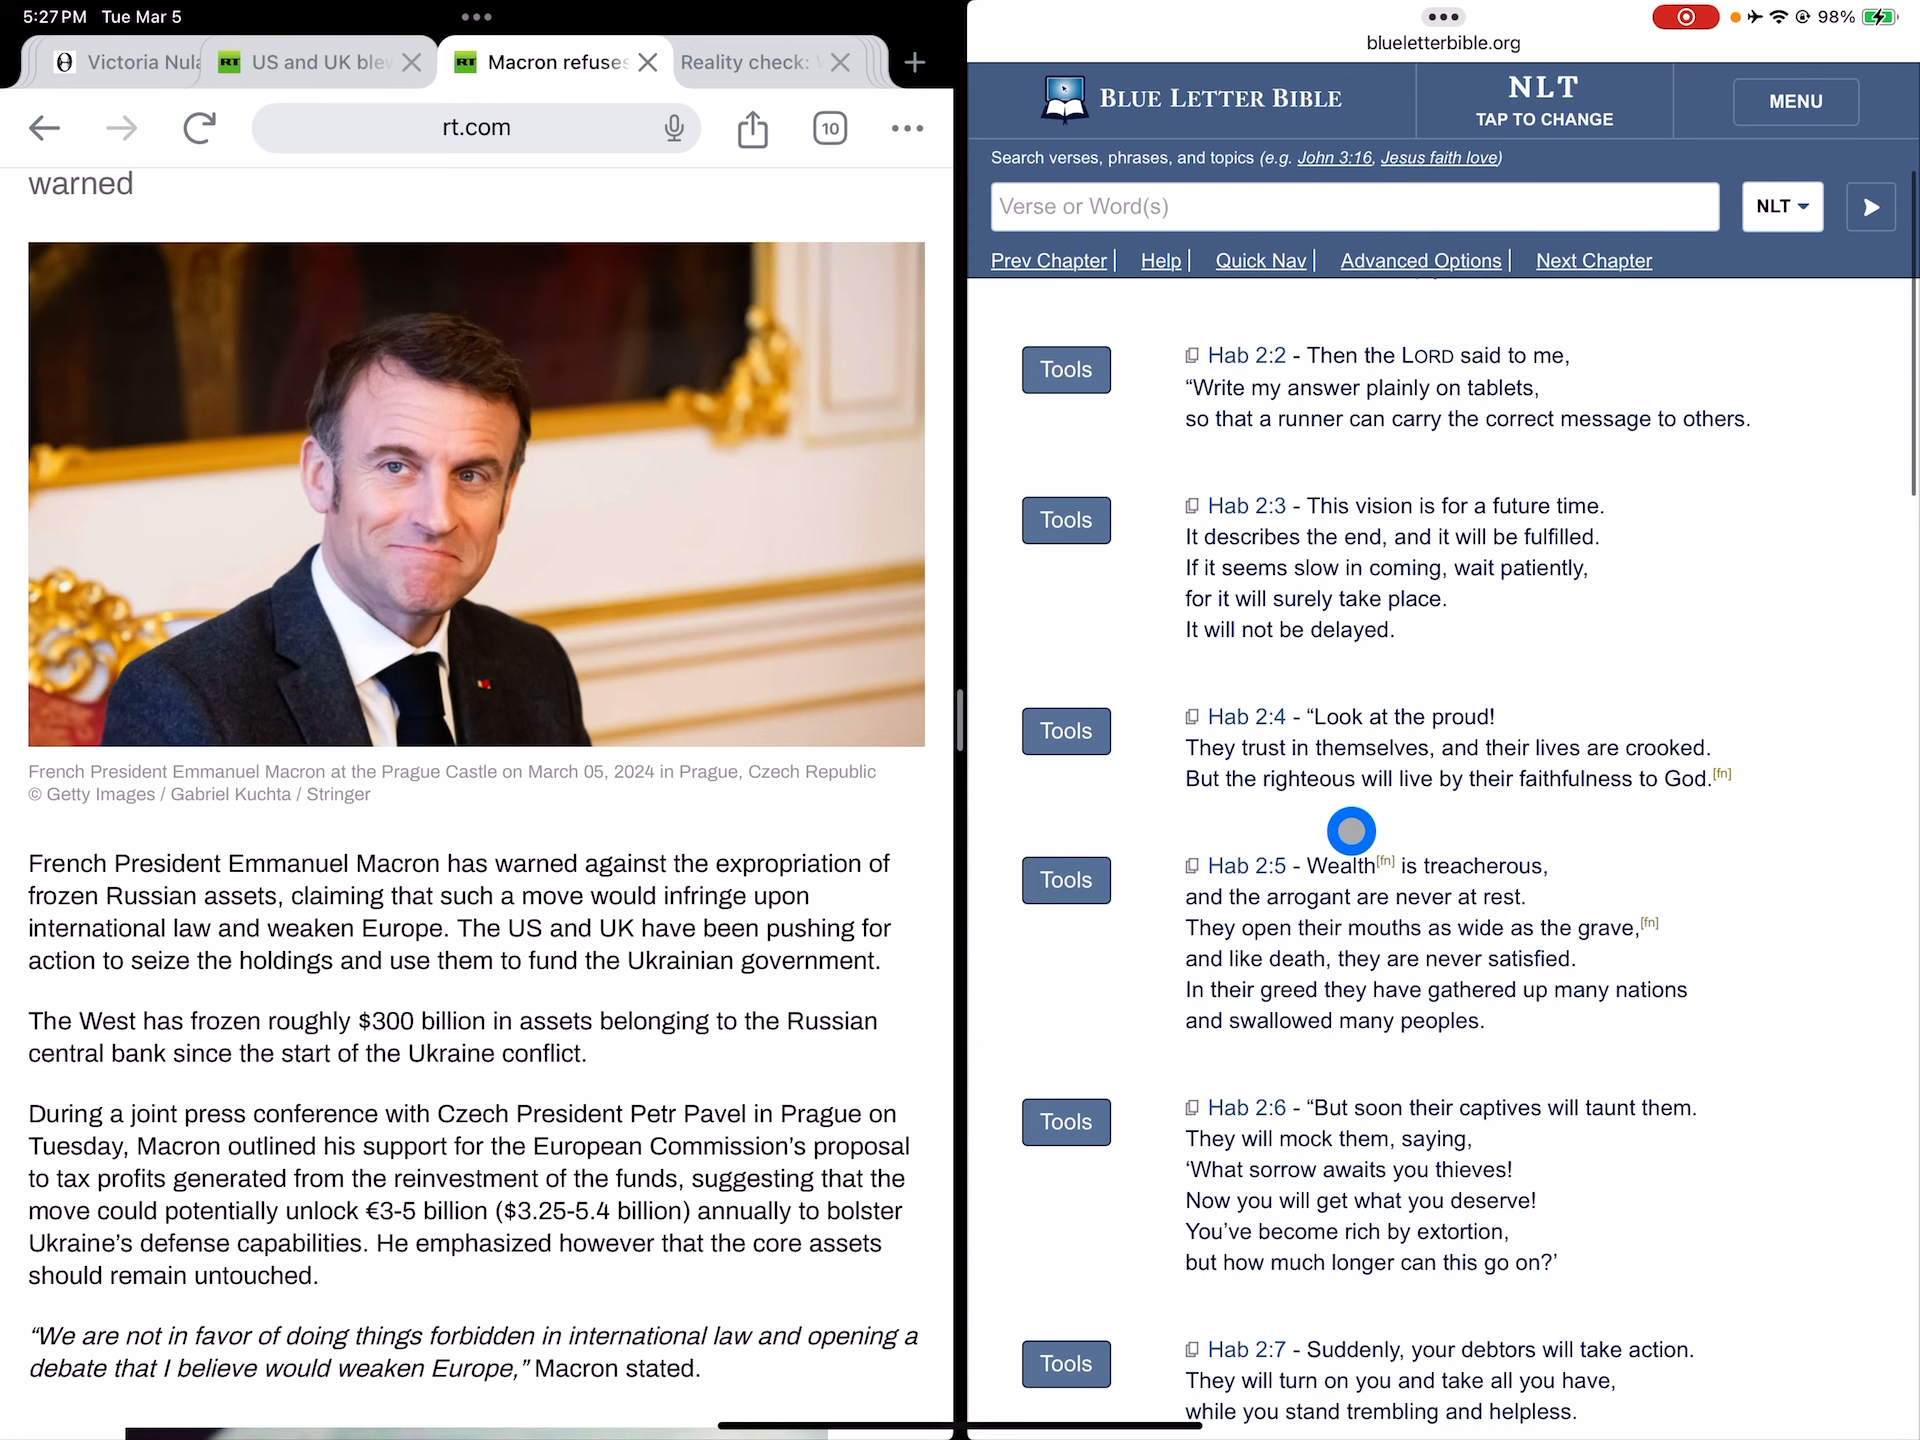 5:27PM Tue Mar 5
Victoria Nula
RT US and UK blew
RT Macron refuses
Reality check:
rt.com
10
warned
French President Emmanuel Macron at the Prague Castle on March 05, 2024 in Prague, Czech Republic
© Getty Images / Gabriel Kuchta / Stringer
French President Emmanuel Macron has warned against the expropriation of
frozen Russian assets, claiming that such a move would infringe upon
international law and weaken Europe. The US and UK have been pushing for
action to seize the holdings and use them to fund the Ukrainian government.
The West has frozen roughly $300 billion in assets belonging to the Russian
central bank since the start of the Ukraine conflict.
During a joint press conference with Czech President Petr Pavel in Prague on
Tuesday, Macron outlined his support for the European Commission’s proposal
to tax profits generated from the reinvestment of the funds, suggesting that the
move could potentially unlock €3-5 billion ($3.25-5.4 billion) annually to bolster
Ukraine’s defense capabilities. He emphasized however that the core assets
should remain untouched.
“We are not in favor of doing things forbidden in international law and opening a
debate that I believe would weaken Europe,” Macron stated.
98%
blueletterbible.org
BLUE LETTER BIBLE
NLT
TAP TO CHANGE
MENU
Search verses, phrases, and topics (e.g. John 3:16, Jesus faith love)
Verse or Word(s)
NLT
Prev Chapter | Help | Quick Nav | Advanced Options | Next Chapter
Tools
Hab 2:2 - Then the LORD said to me,
“Write my answer plainly on tablets,
so that a runner can carry the correct message to others.
Tools
Hab 2:3 - This vision is for a future time.
It describes the end, and it will be fulfilled.
If it seems slow in coming, wait patiently,
for it will surely take place.
It will not be delayed.
Tools
Hab 2:4 - “Look at the proud!
They trust in themselves, and their lives are crooked.
But the righteous will live by their faithfulness to God.[fn]
Tools
Hab 2:5 - Wealth[fn] is treacherous,
and the arrogant are never at rest.
They open their mouths as wide as the grave,[fn]
and like death, they are never satisfied.
In their greed they have gathered up many nations
and swallowed many peoples.
Tools
Hab 2:6 - “But soon their captives will taunt them.
They will mock them, saying,
‘What sorrow awaits you thieves!
Now you will get what you deserve!
You’ve become rich by extortion,
but how much longer can this go on?’
Tools
Hab 2:7 - Suddenly, your debtors will take action.
They will turn on you and take all you have,
while you stand trembling and helpless.